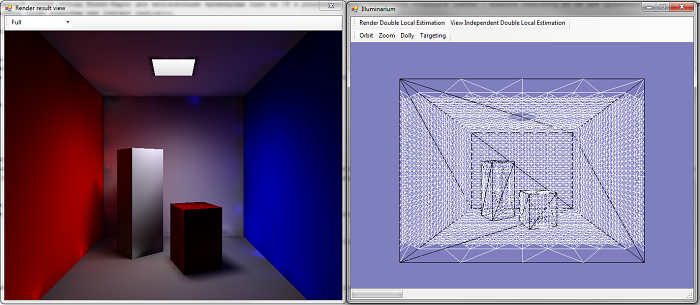 Render result view
Full
Illuminarium
Render Double Local Estimation View Independent Double Local Estimation
Orbit Zoom Dolly Targeting